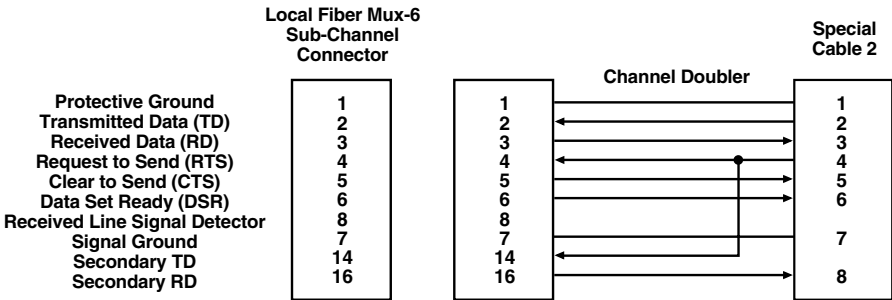 Local Fiber Mux-6
Sub-Channel
Connector
Special
Cable 2
Channel Doubler
Protective Ground 1 1 1
Transmitted Data (TD) 2 2 2
Received Data (RD) 3 3 3
Request to Send (RTS) 4 4 4
Clear to Send (CTS) 5 5 5
Data Set Ready (DSR) 6 6 6
Received Line Signal Detector 8 8
Signal Ground 7 7 7
Secondary TD 14 14
Secondary RD 16 16 8